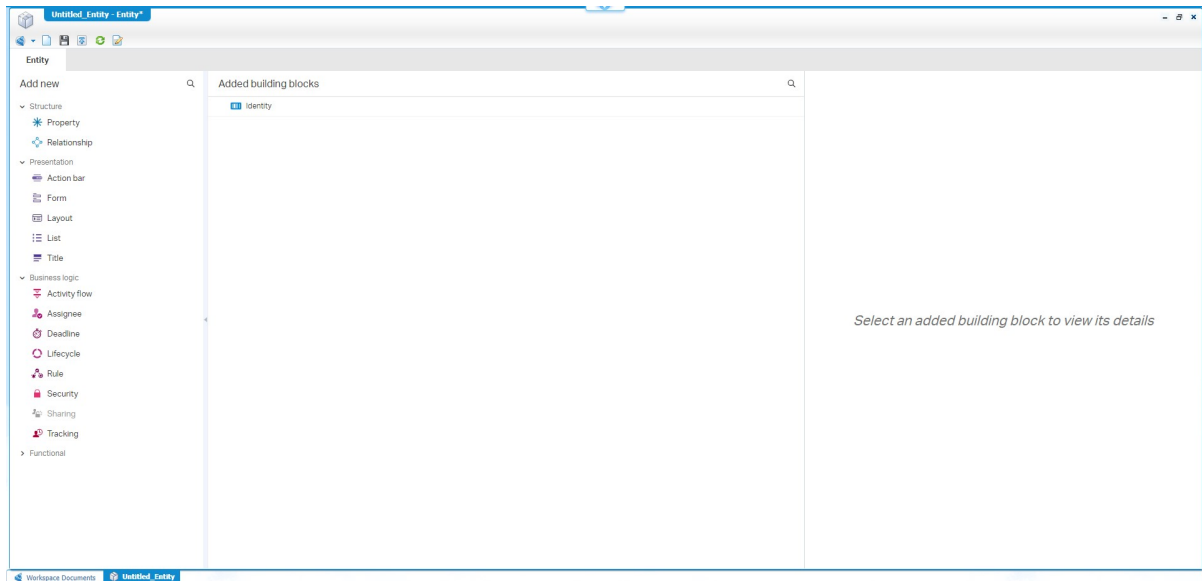 Untitled_Entity - Entity*
Entity
Add new
Structure
Property
Relationship
Presentation
Action bar
Form
Layout
List
Title
Business logic
Activity flow
Assignee
Deadline
Lifecycle
Rule
Security
Sharing
Tracking
Functional
Added building blocks
Identity
Select an added building block to view its details
Workspace Documents
Untitled_Entity